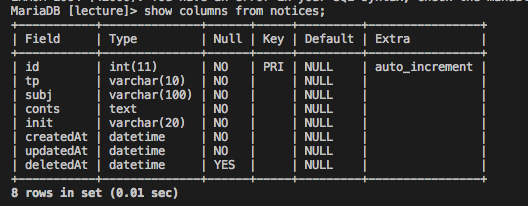 MariaDB [lecture]> show columns from notices;
+-----------+--------------+------+-----+---------+----------------+
| Field     | Type         | Null | Key | Default | Extra          |
+-----------+--------------+------+-----+---------+----------------+
| id        | int(11)      | NO   | PRI | NULL    | auto_increment |
| tp        | varchar(10)  | NO   |     | NULL    |                |
| subj      | varchar(100) | NO   |     | NULL    |                |
| conts     | text         | NO   |     | NULL    |                |
| init      | varchar(20)  | NO   |     | NULL    |                |
| createdAt | datetime     | NO   |     | NULL    |                |
| updatedAt | datetime     | NO   |     | NULL    |                |
| deletedAt | datetime     | YES  |     | NULL    |                |
+-----------+--------------+------+-----+---------+----------------+
8 rows in set (0.01 sec)